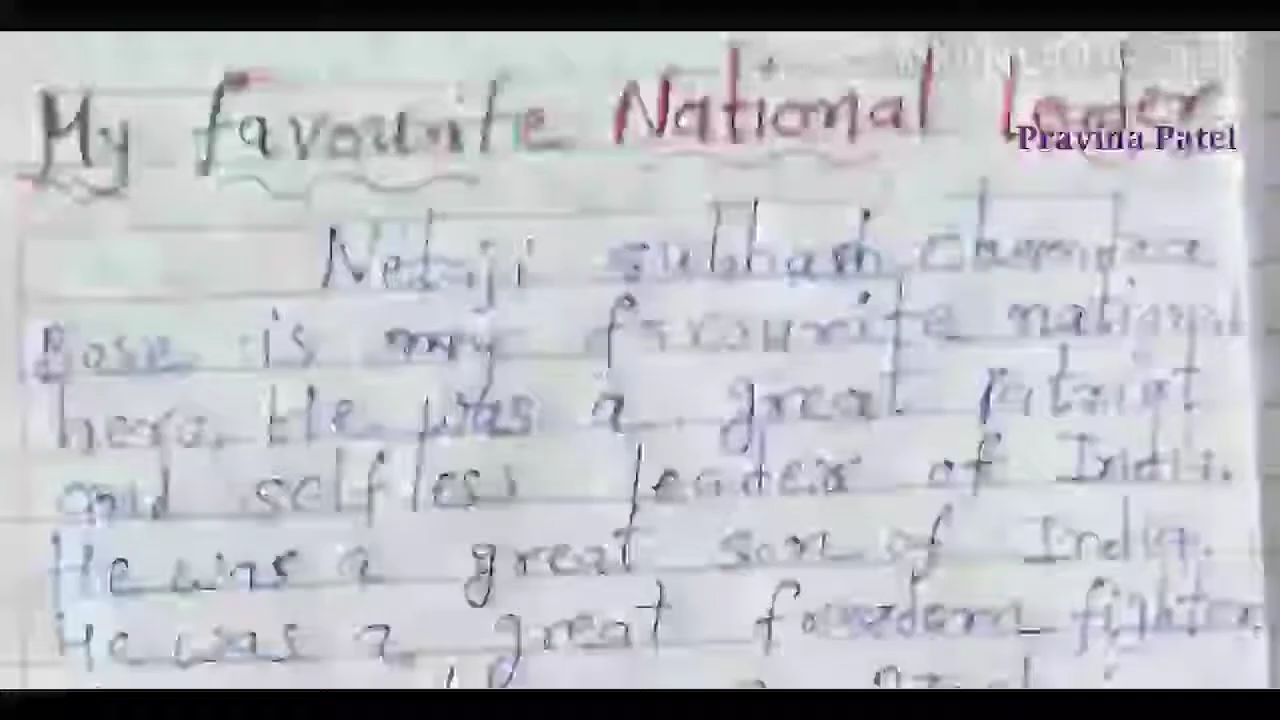 My favourite National Leader
Pravina Patel
Netaji subhash chandra
Bose is my favourite national
hero. He was a great patriot
and selfless leader of India.
He was a great son of India.
He was a great freedom fighter.